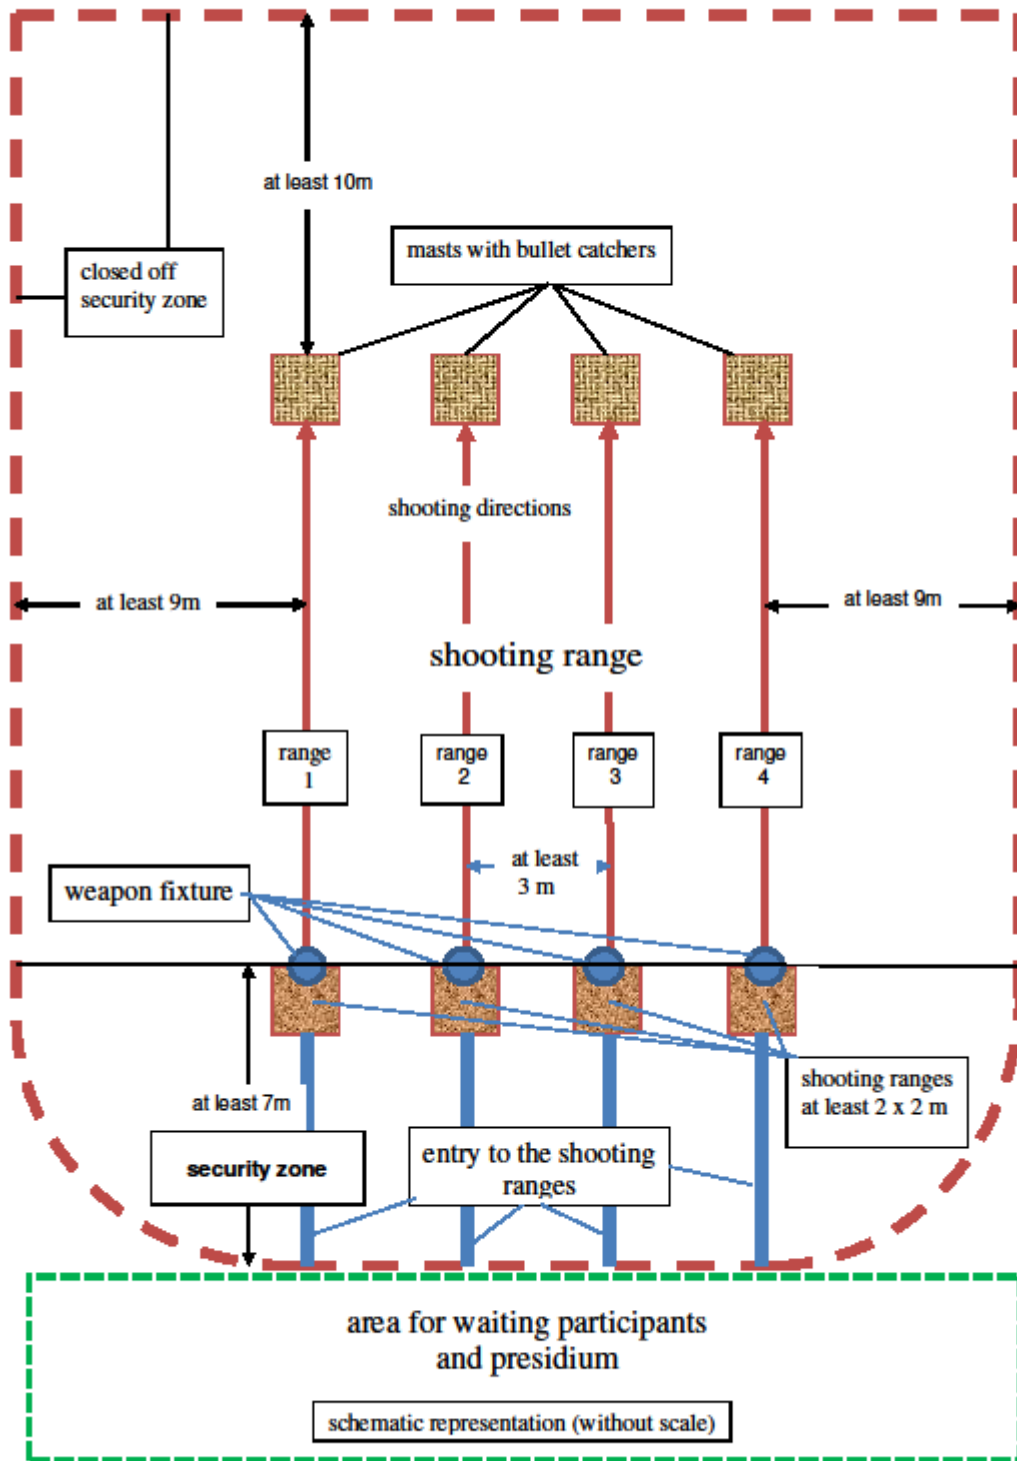 at least 10m
masts with bullet catchers
closed off
security zone
shooting directions
at least 9m
at least 9m
shooting range
range
1
range
2
range
3
range
4
at least
3 m
weapon fixture
shooting ranges
at least 2 x 2 m
at least 7m
security zone
entry to the shooting
ranges
area for waiting participants
and presidium
schematic representation (without scale)